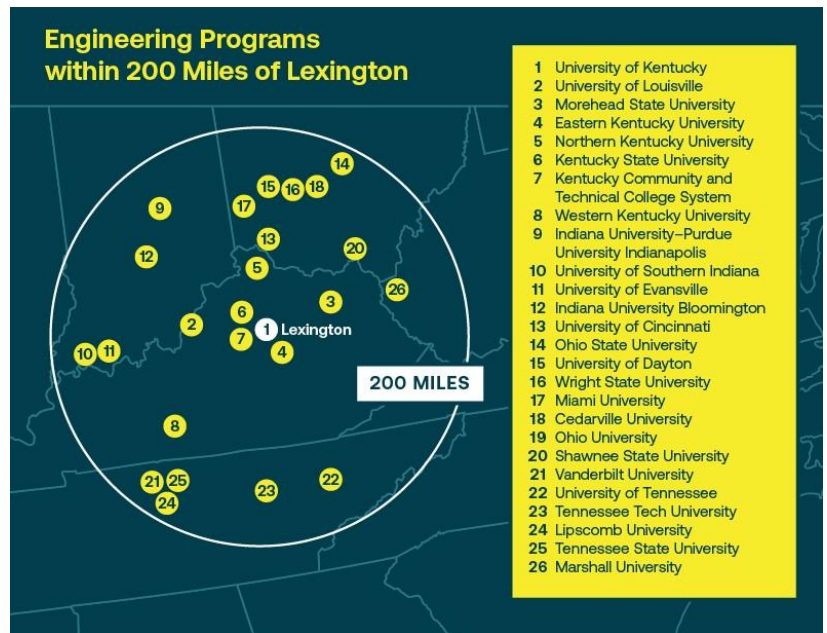 Engineering Programs
within 200 Miles of Lexington
14
15
16
18
17
9
13
20
12
5
26
3
6
2
1 Lexington
7
4
10
11
200 MILES
8
21
25
22
23
24
1 University of Kentucky
2 University of Louisville
3 Morehead State University
4 Eastern Kentucky University
5 Northern Kentucky University
6 Kentucky State University
7 Kentucky Community and
Technical College System
8 Western Kentucky University
9 Indiana University–Purdue
University Indianapolis
10 University of Southern Indiana
11 University of Evansville
12 Indiana University Bloomington
13 University of Cincinnati
14 Ohio State University
15 University of Dayton
16 Wright State University
17 Miami University
18 Cedarville University
19 Ohio University
20 Shawnee State University
21 Vanderbilt University
22 University of Tennessee
23 Tennessee Tech University
24 Lipscomb University
25 Tennessee State University
26 Marshall University